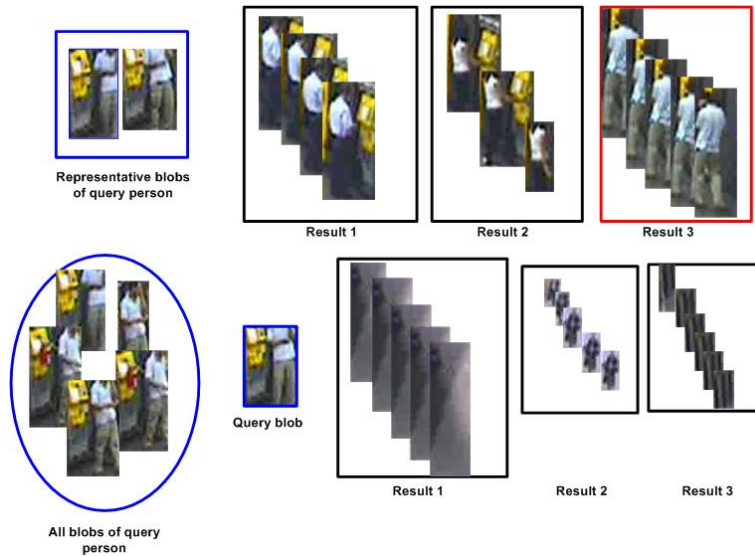 Representative blobs
of query person
Result 1
Result 2
Result 3
Query blob
Result 1
Result 2
Result 3
All blobs of query
person